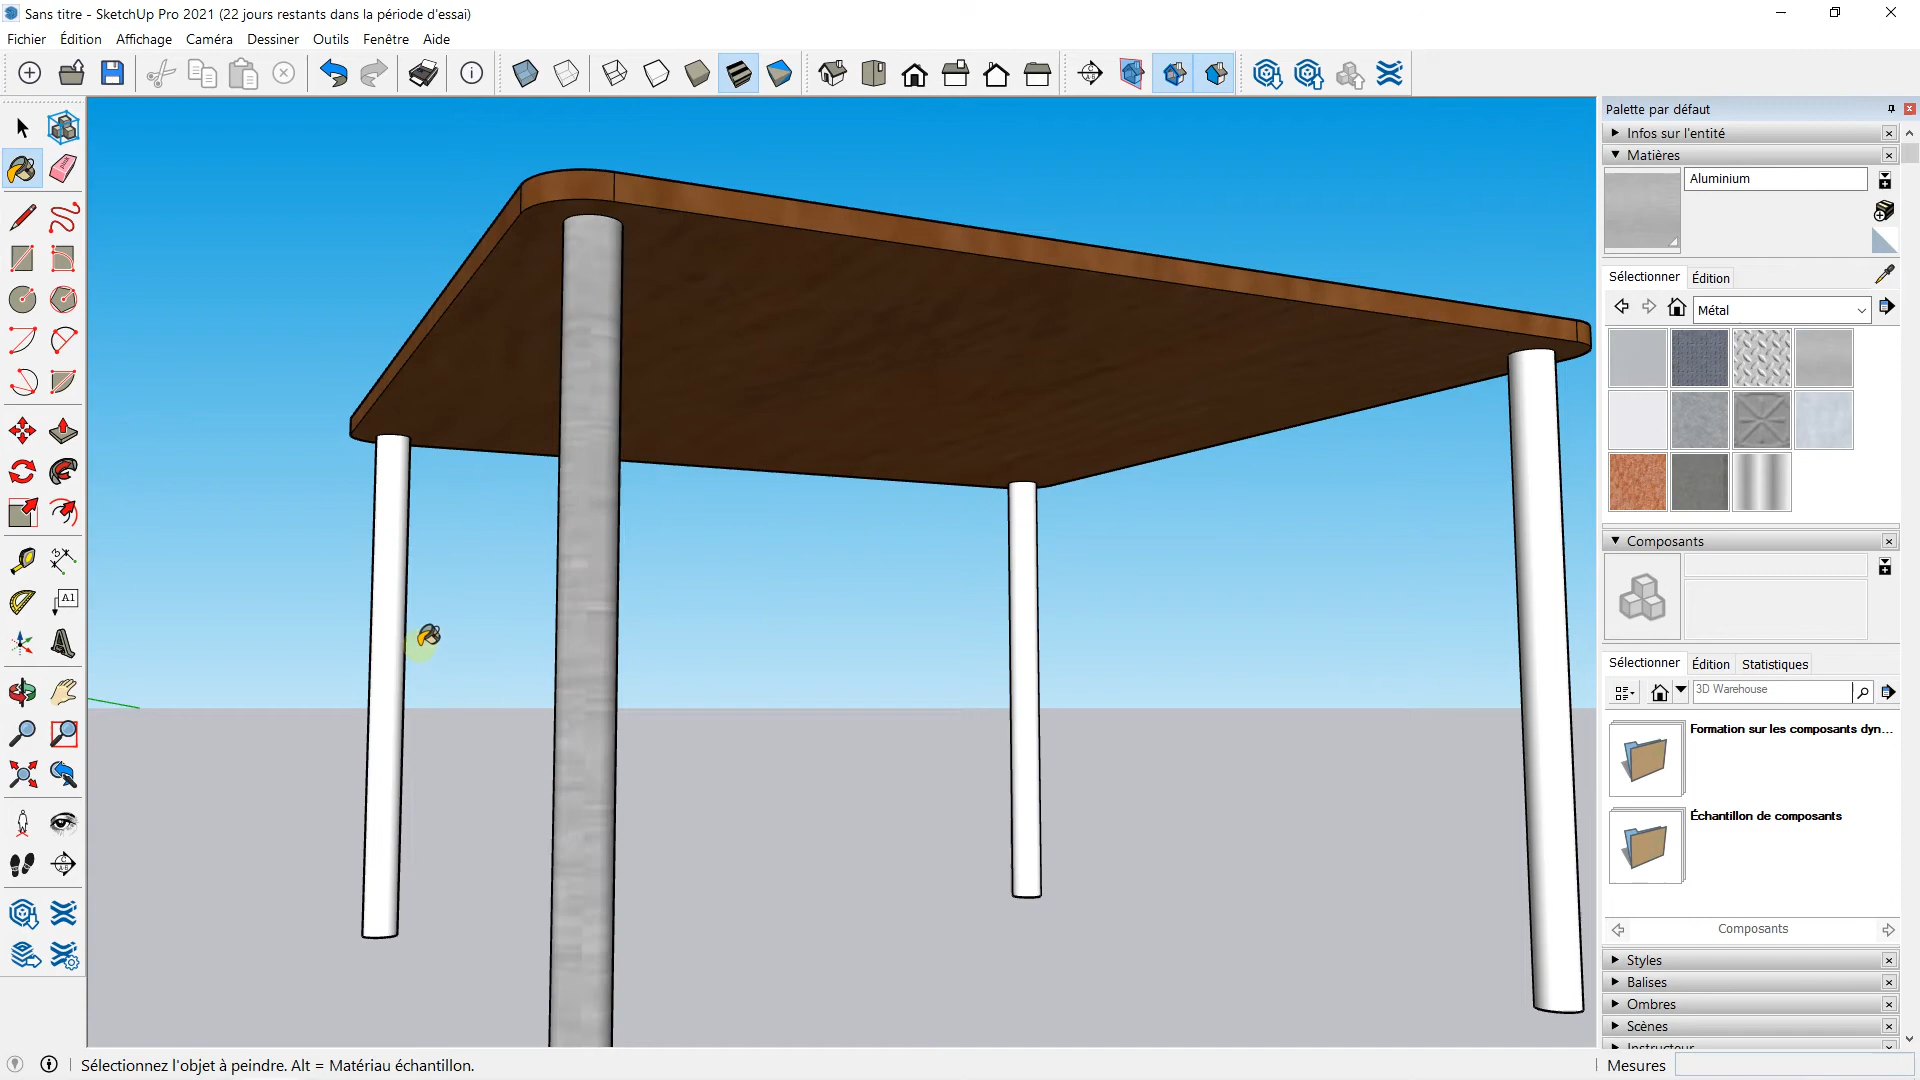 Sans titre - SketchUp Pro 2021 (22 jours restants dans la période d'essai)
Fichier Édition Affichage Caméra Dessiner Outils Fenêtre Aide
Palette par défaut
Infos sur l'entité
Matières
Aluminium
Sélectionner Édition
Métal
Composants
Sélectionner Édition Statistiques
3D Warehouse
Formation sur les composants dyn...
Échantillon de composants
Composants
Styles
Balises
Ombres
Scènes
Instructeur
A1
Sélectionnez l'objet à peindre. Alt = Matériau échantillon.
Mesures